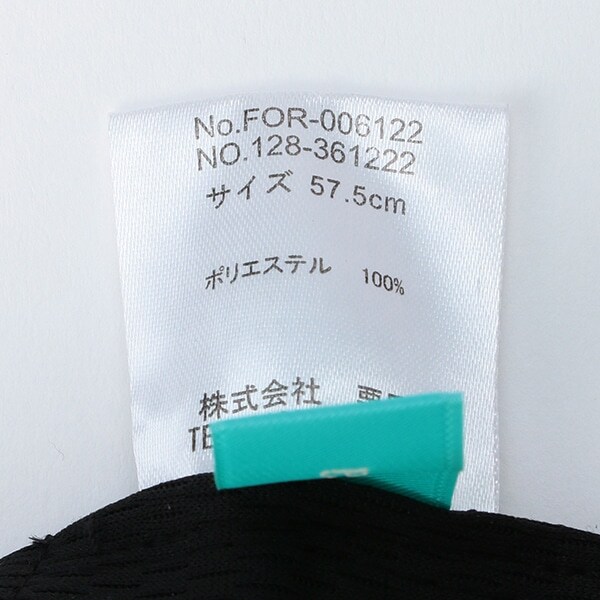 No.FOR-006122
NO.128-361222
サイズ 57.5cm
ポリエステル 100%
株式会社